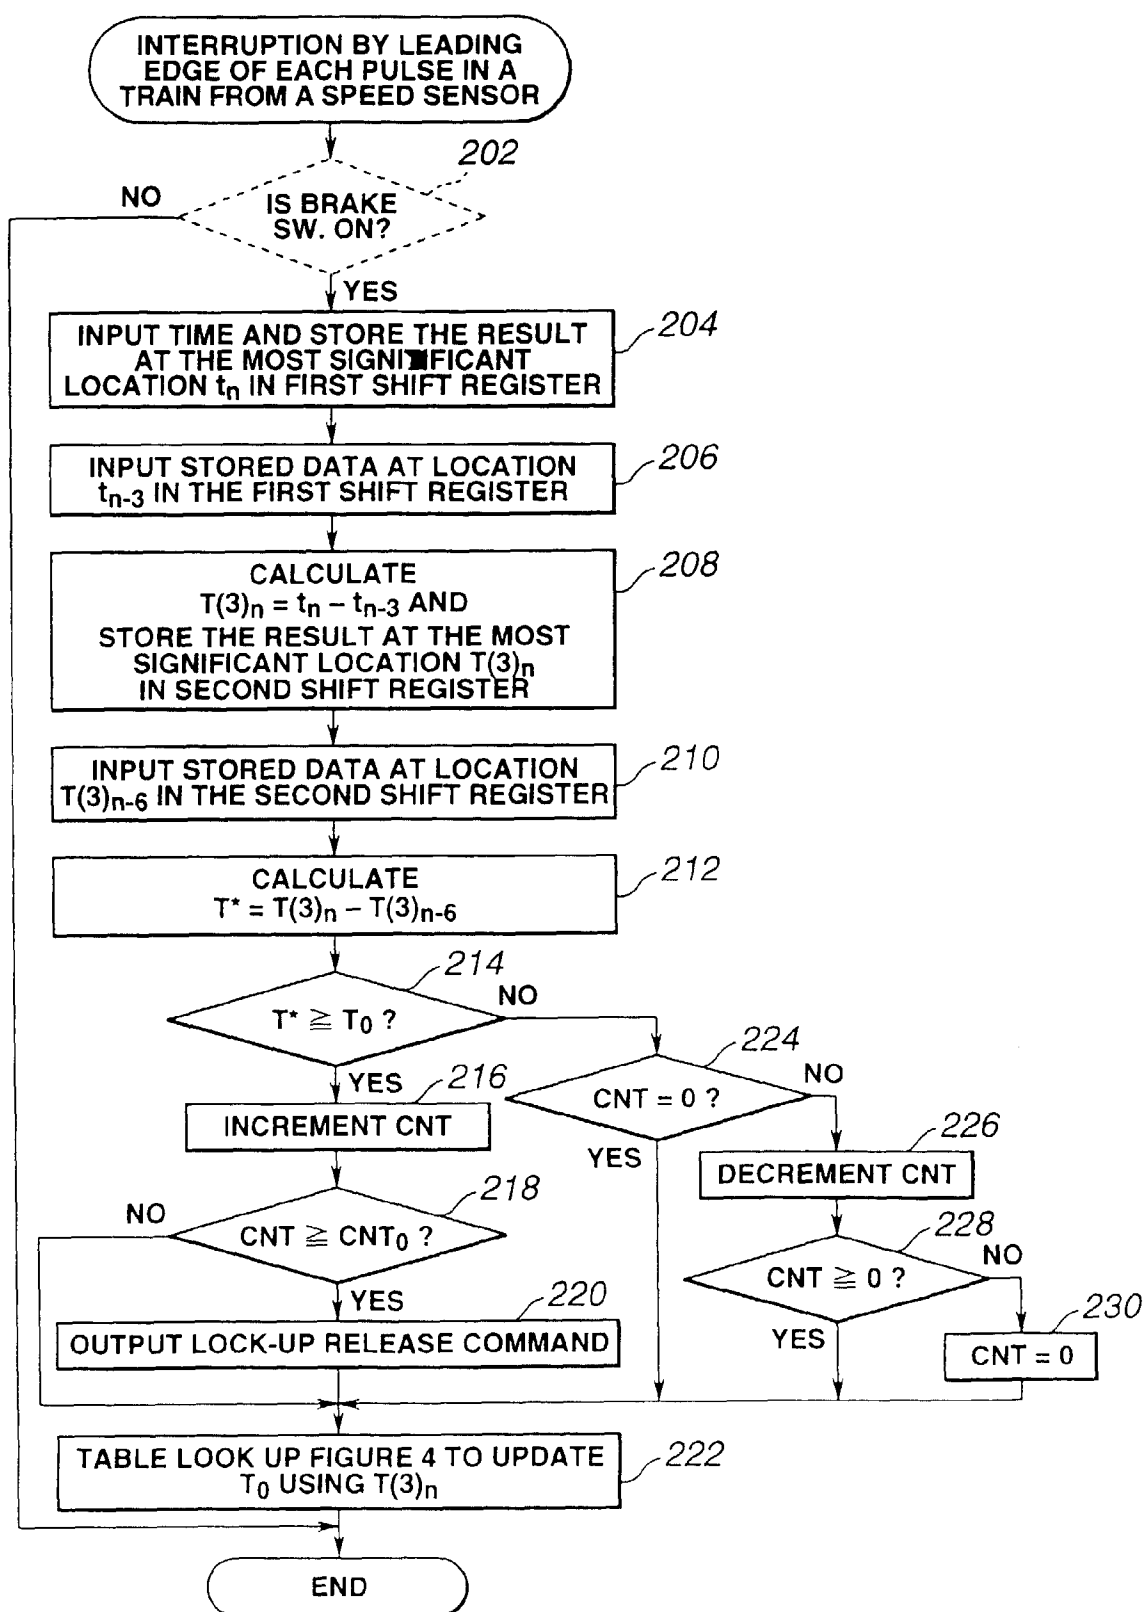 INTERRUPTION BY LEADING
EDGE OF EACH PULSE IN A
TRAIN FROM A SPEED SENSOR
202
NO
IS BRAKE
SW. ON?
YES
INPUT TIME AND STORE THE RESULT
AT THE MOST SIGNIFICANT
LOCATION tn IN FIRST SHIFT REGISTER
204
INPUT STORED DATA AT LOCATION
tn-3 IN THE FIRST SHIFT REGISTER
206
CALCULATE
T(3)n = tn – tn-3 AND
STORE THE RESULT AT THE MOST
SIGNIFICANT LOCATION T(3)n
IN SECOND SHIFT REGISTER
208
INPUT STORED DATA AT LOCATION
T(3)n-6 IN THE SECOND SHIFT REGISTER
210
CALCULATE
T* = T(3)n – T(3)n-6
212
214
T* ≧ T0 ?
NO
YES
216
INCREMENT CNT
218
NO
CNT ≧ CNT0 ?
YES
220
OUTPUT LOCK-UP RELEASE COMMAND
224
CNT = 0 ?
NO
YES
226
DECREMENT CNT
228
CNT ≧ 0 ?
NO
YES
230
CNT = 0
TABLE LOOK UP FIGURE 4 TO UPDATE
T0 USING T(3)n
222
END